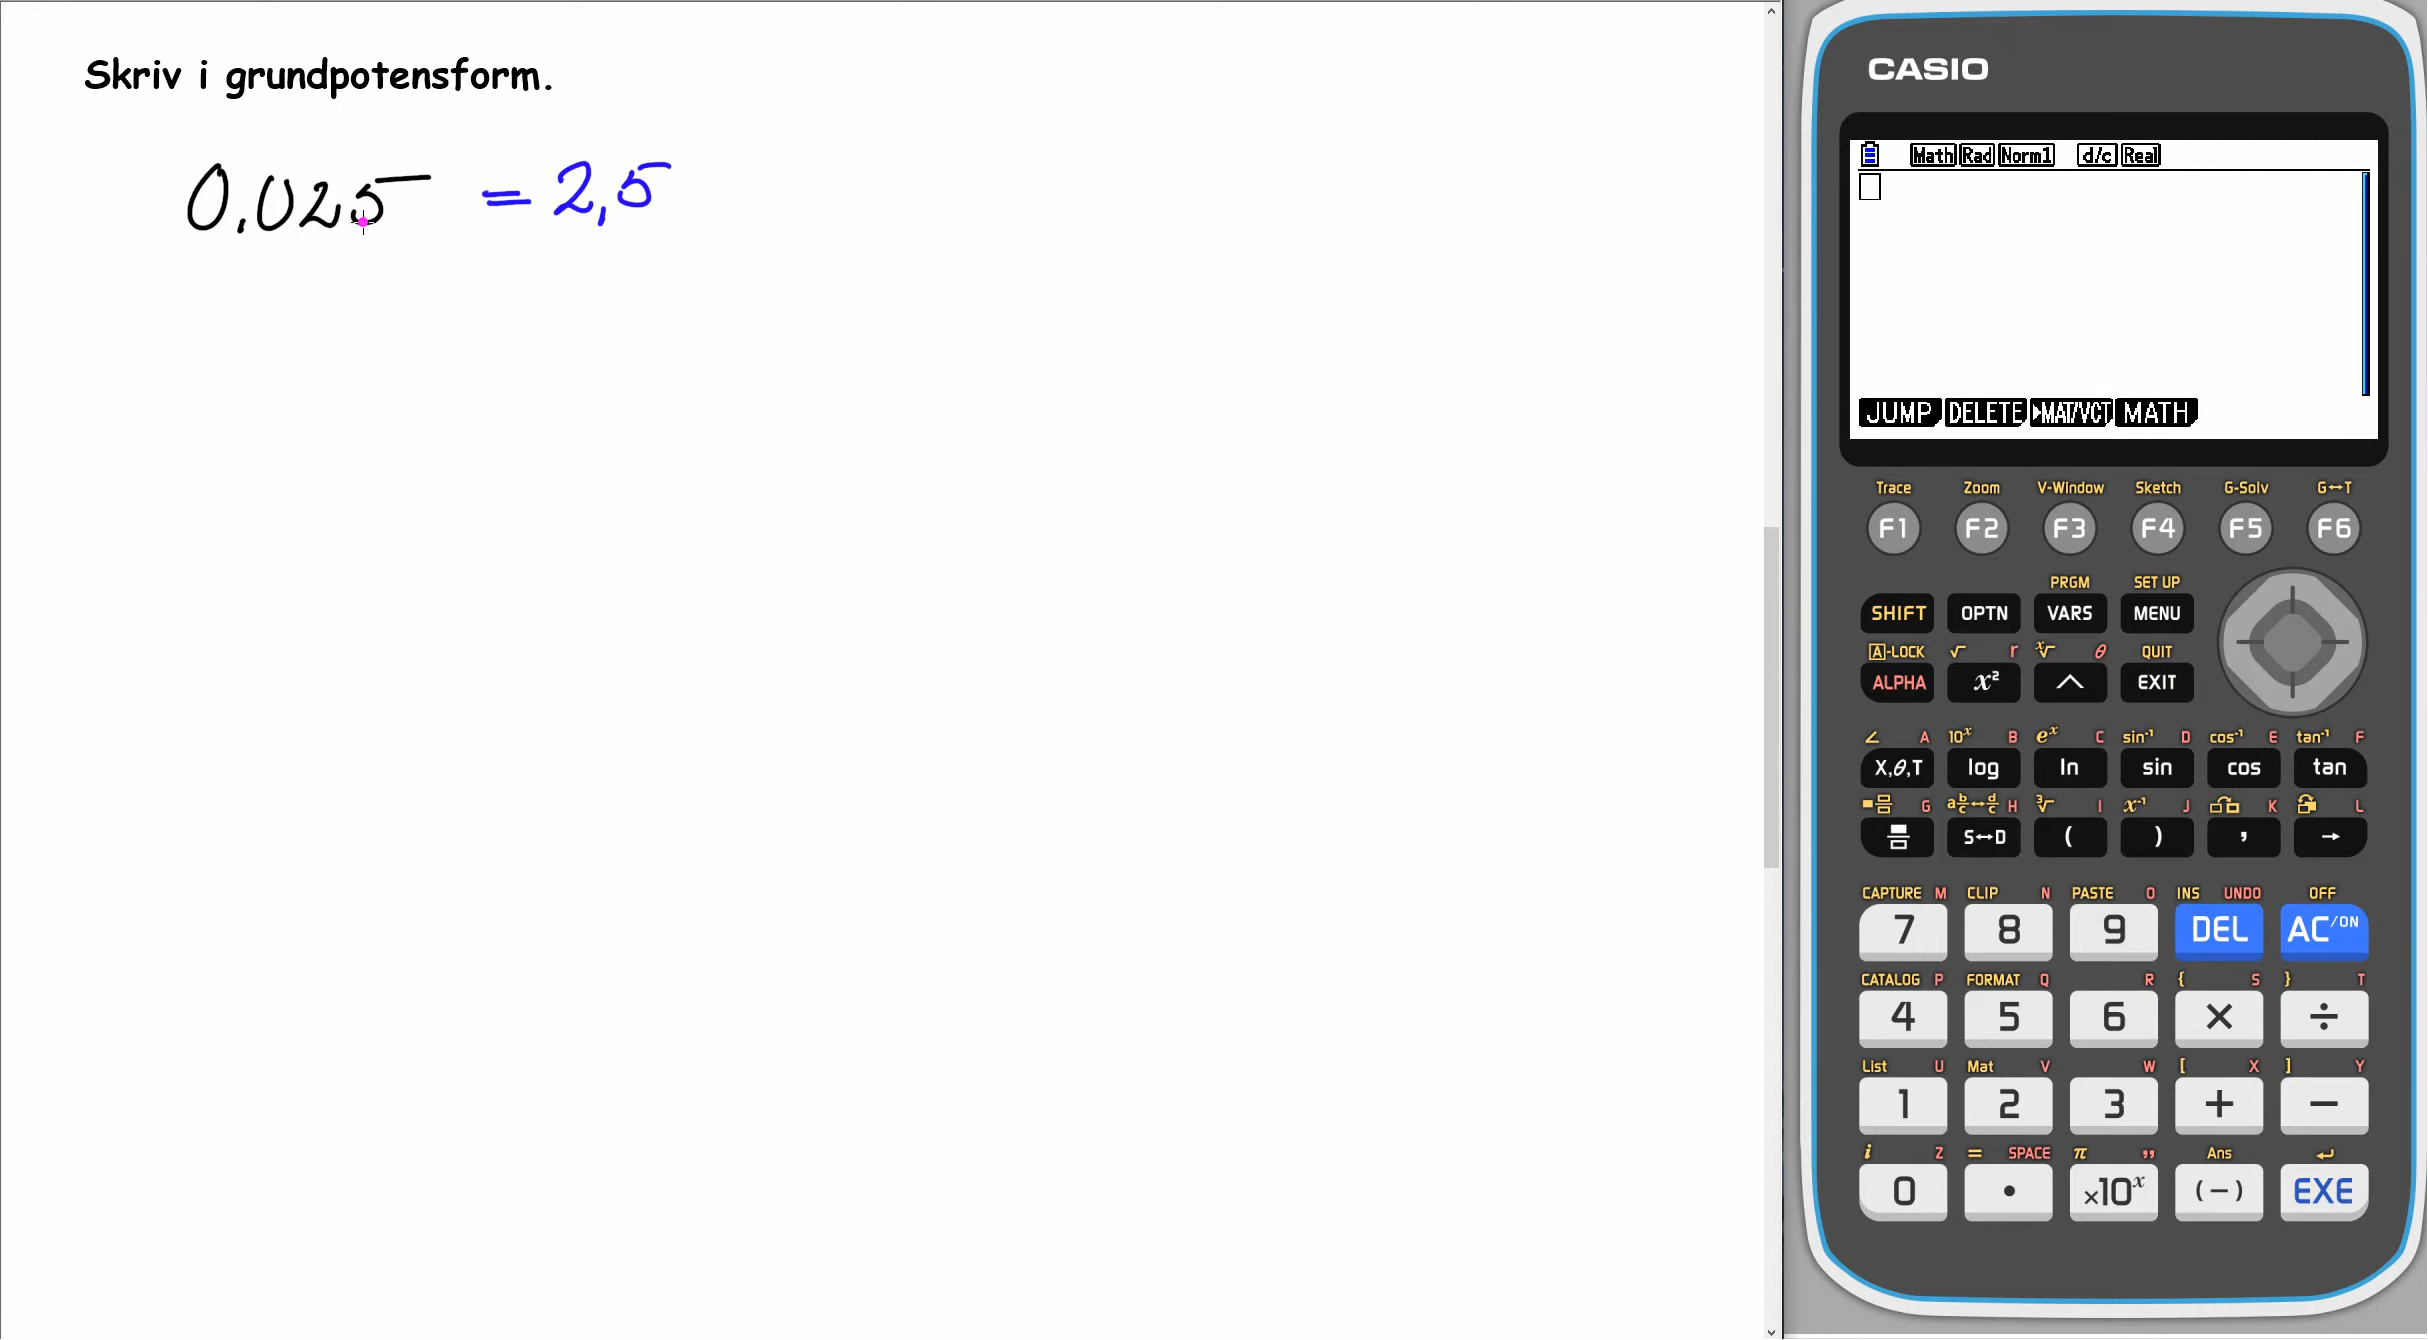 Skriv i grundpotensform.
0.025 = 2,5
CASIO
Math Rad Norm1 d/c Real
JUMP DELETE ▶MAT/VCT MATH
Trace Zoom V-Window Sketch G-Solv G↔T
F1 F2 F3 F4 F5 F6
PRGM SET UP
SHIFT OPTN VARS MENU
A-LOCK √ r ˣ√ θ QUIT
ALPHA x² ^ EXIT
∠ A 10ˣ B eˣ C sin⁻¹ D cos⁻¹ E tan⁻¹ F
X,θ,T log ln sin cos tan
G a b/c↔d/c H ³√ I x⁻¹ J K L
S↔D ( ) , →
CAPTURE M CLIP N PASTE O INS UNDO OFF
7 8 9 DEL AC/ON
CATALOG P FORMAT Q R { S } T
4 5 6 × ÷
List U Mat V W [ X ] Y
1 2 3 + −
i Z = SPACE π " Ans ↵
0 • ×10ˣ (−) EXE